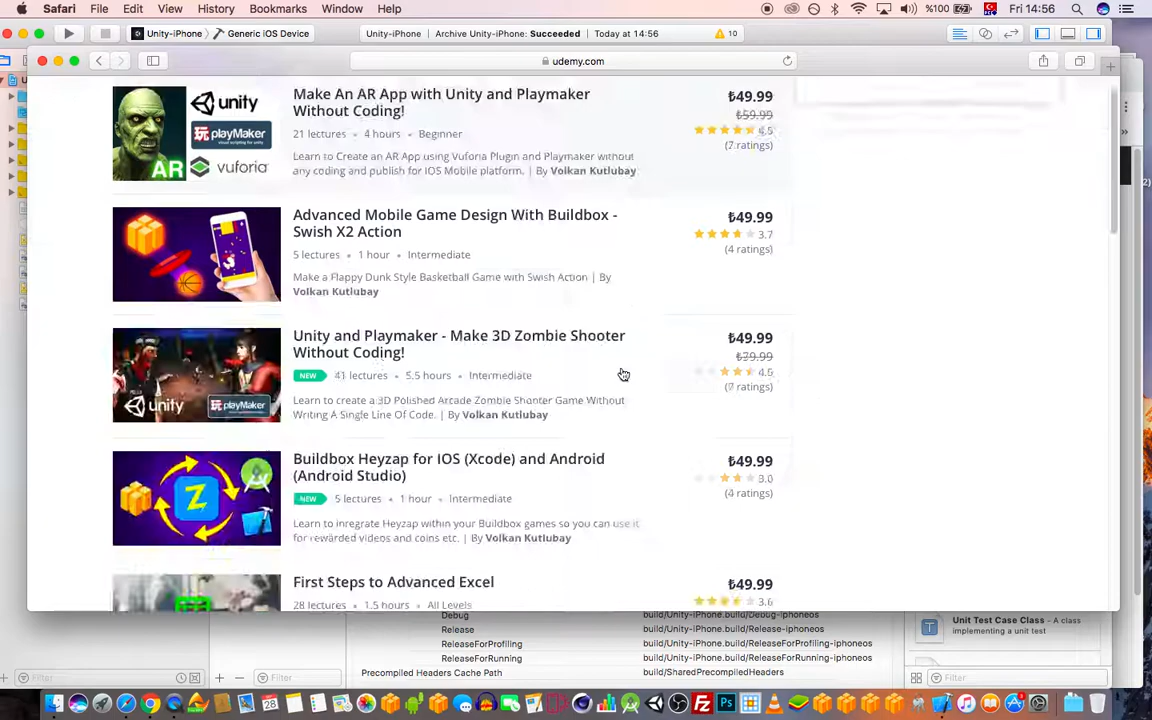 Safari File Edit View History Bookmarks Window Help
%100 Fri 14:56
Unity-iPhone Generic iOS Device
Unity-iPhone Archive Unity-iPhone: Succeeded Today at 14:56
10
udemy.com
unity
playMaker
vuforia
AR
Make An AR App with Unity and Playmaker
Without Coding!
21 lectures • 4 hours • Beginner
Learn to Create an AR App using Vuforia Plugin and Playmaker without
any coding and publish for IOS Mobile platform. | By Volkan Kutlubay
₺49.99
₺59.99
4.5
(7 ratings)
Advanced Mobile Game Design With Buildbox -
Swish X2 Action
5 lectures • 1 hour • Intermediate
Make a Flappy Dunk Style Basketball Game with Swish Action | By
Volkan Kutlubay
₺49.99
3.7
(4 ratings)
unity
playMaker
Unity and Playmaker - Make 3D Zombie Shooter
Without Coding!
NEW 41 lectures • 5.5 hours • Intermediate
Learn to create a 3D Polished Arcade Zombie Shooter Game Without
Writing A Single Line Of Code. | By Volkan Kutlubay
₺49.99
(7 ratings)
Z
Buildbox Heyzap for IOS (Xcode) and Android
(Android Studio)
NEW 5 lectures • 1 hour • Intermediate
Learn to integrate Heyzap within your Buildbox games so you can use it
for rewarded videos and coins etc. | By Volkan Kutlubay
₺49.99
3.0
(4 ratings)
First Steps to Advanced Excel
28 lectures • 1.5 hours • All Levels
₺49.99
3.6
Debug build/Unity-iPhone.build/Debug-iphoneos
Release build/Unity-iPhone.build/Release-iphoneos
ReleaseForProfiling build/Unity-iPhone.build/ReleaseForProfiling-iphoneos
ReleaseForRunning build/Unity-iPhone.build/ReleaseForRunning-iphoneos
Precompiled Headers Cache Path build/SharedPrecompiledHeaders
Unit Test Case Class - A class
implementing a unit test
Filter
Filter
Filter